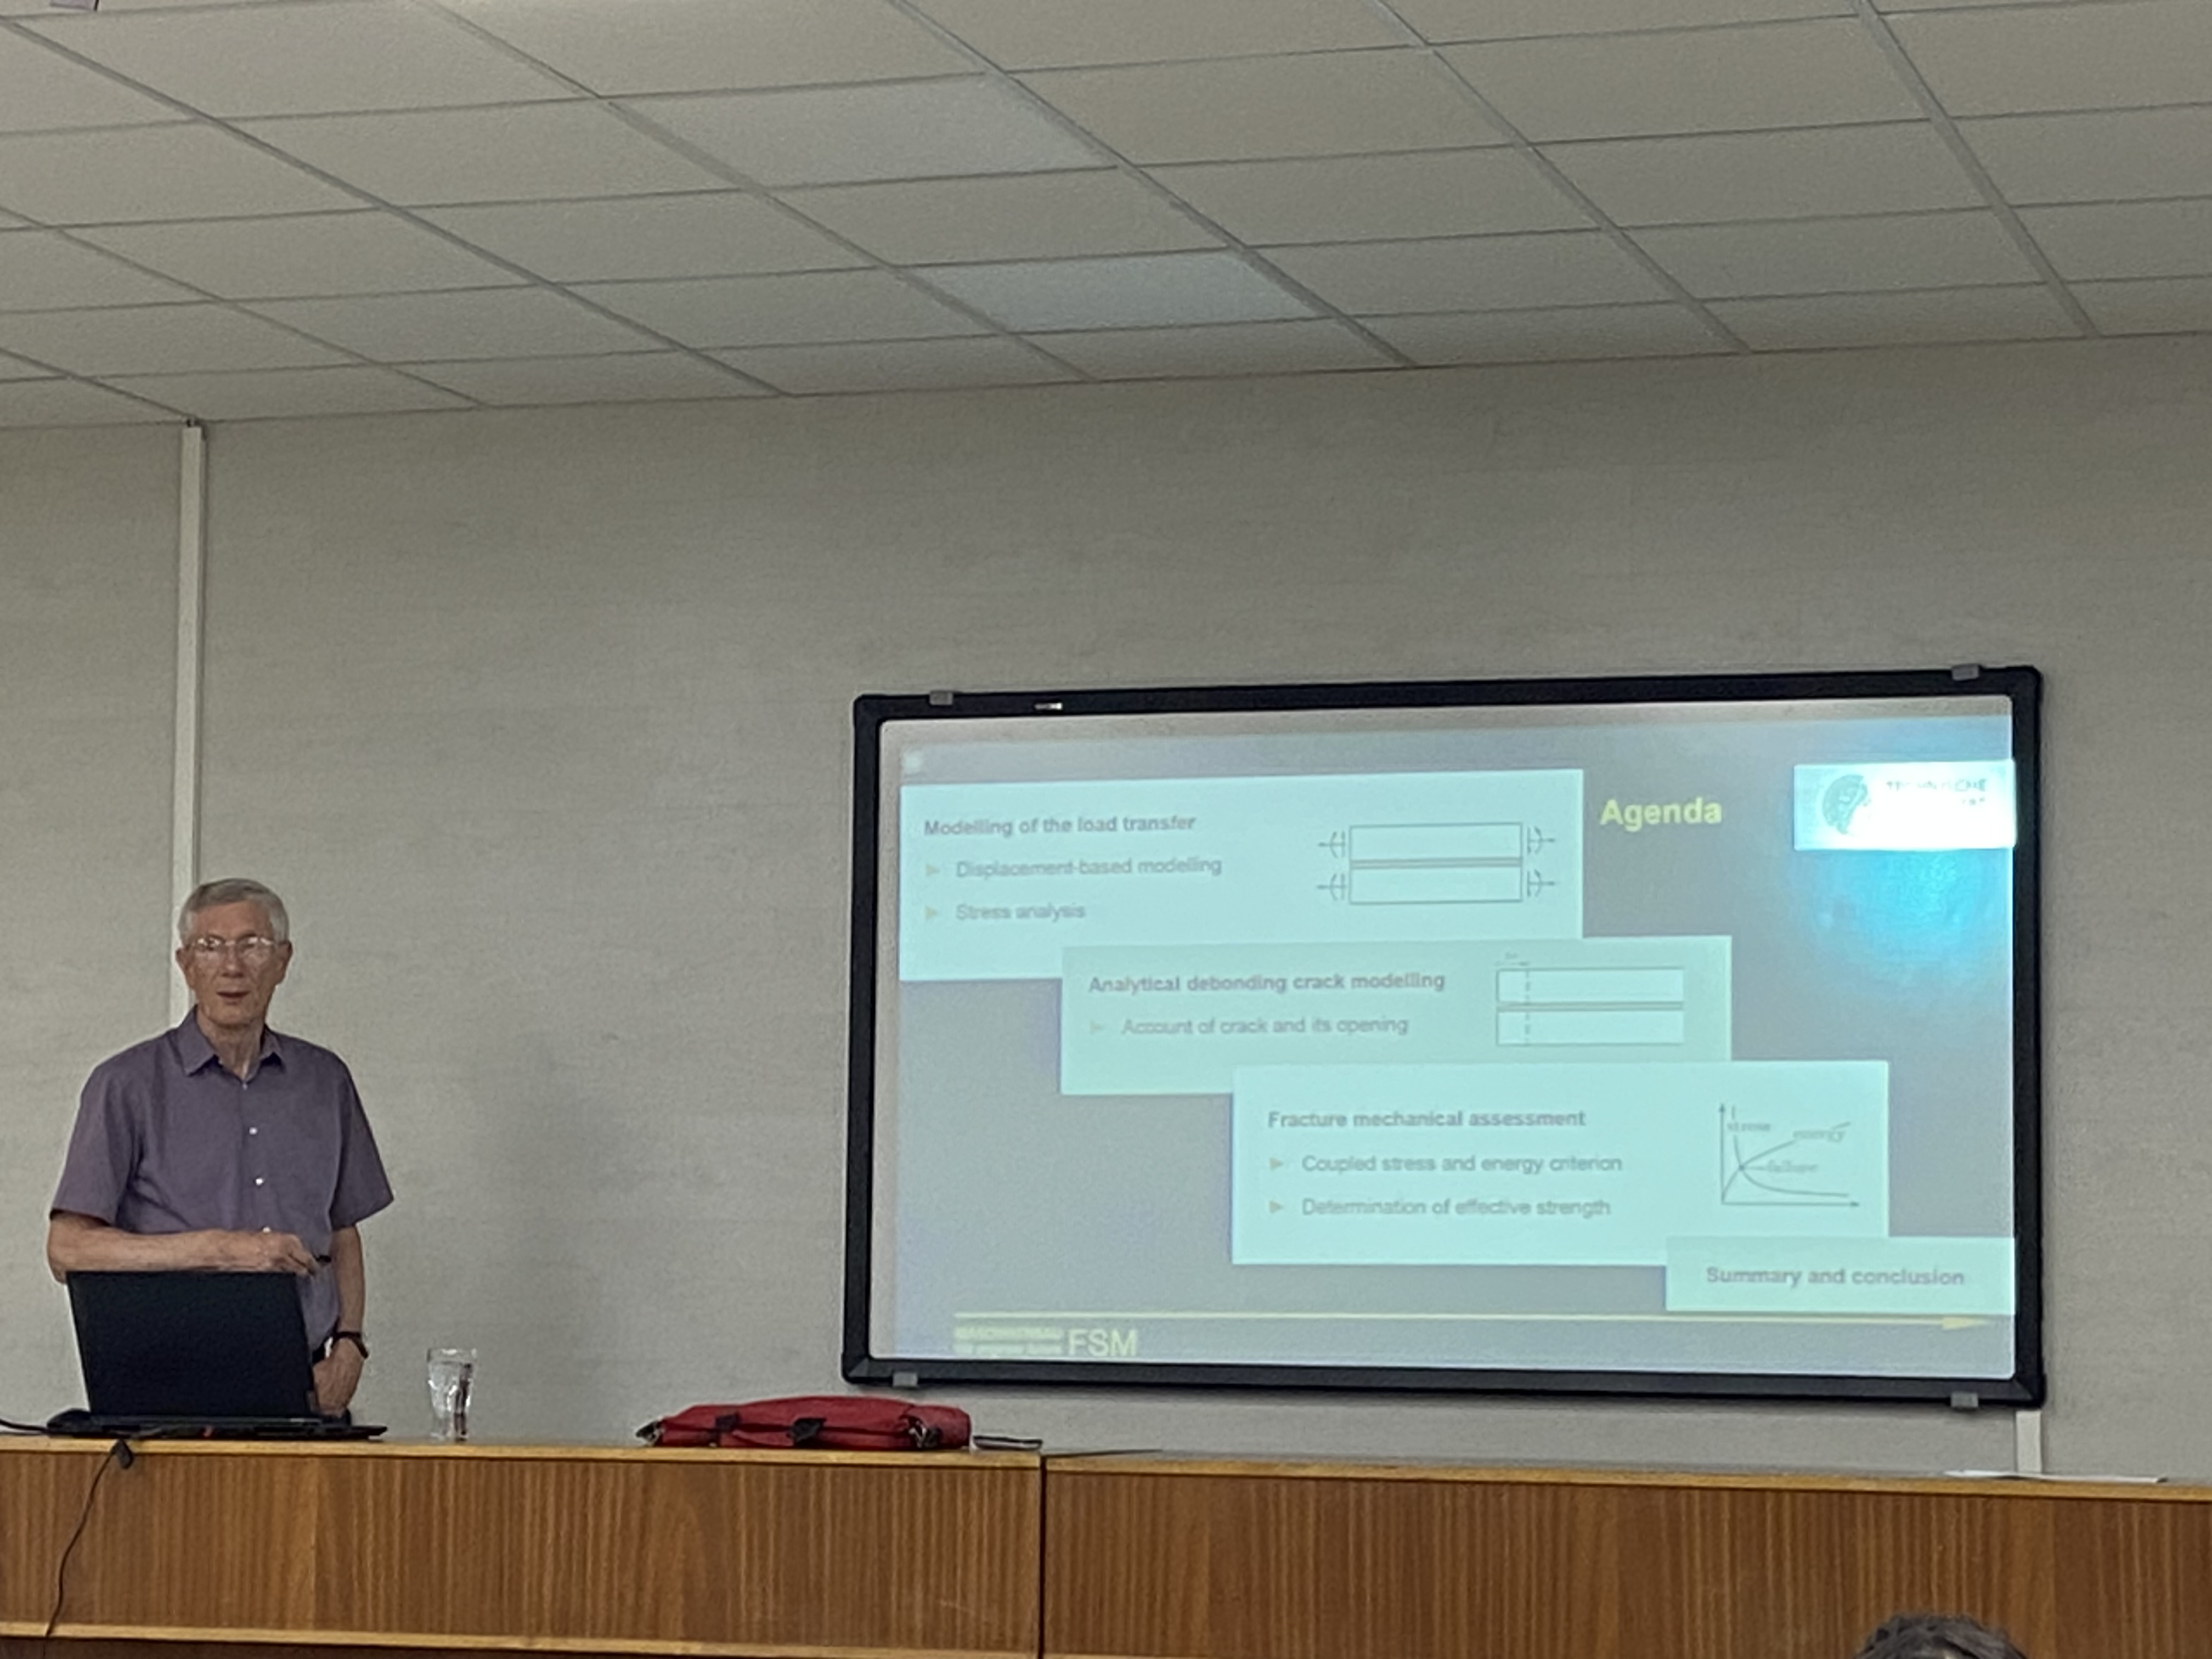 Agenda
TECHNISCHE
Modelling of the load transfer
Displacement-based modelling
Stress analysis
Analytical debonding crack modelling
Account of crack and its opening
Fracture mechanical assessment
Coupled stress and energy criterion
Determination of effective strength
f
stress
energy
failure
Summary and conclusion
FSM